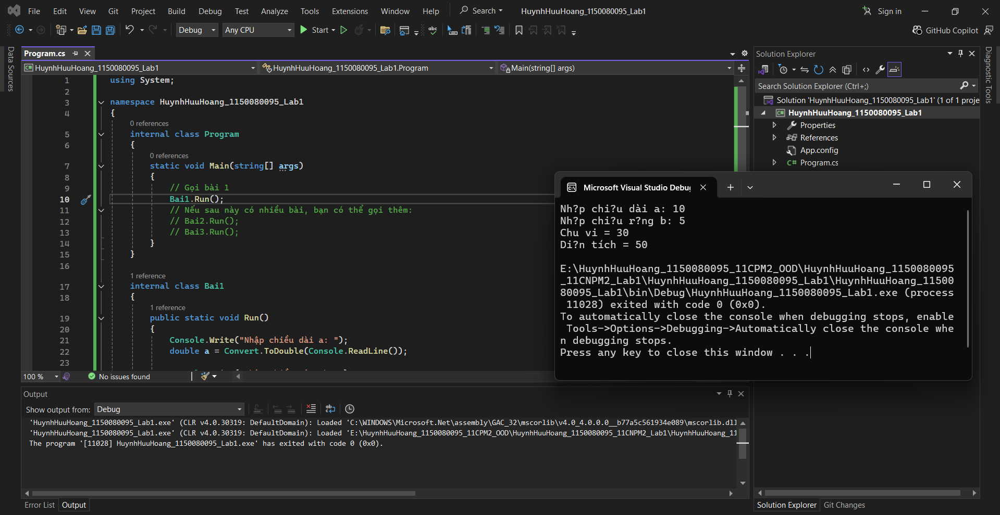 File Edit View Git Project Build Debug Test Analyze Tools Extensions Window Help Search HuynhHuuHoang_1150080095_Lab1 Sign in
Debug Any CPU Start GitHub Copilot
Data Sources
Program.cs
HuynhHuuHoang_1150080095_Lab1 HuynhHuuHoang_1150080095_Lab1.Program Main(string[] args)
1 using System;
2
3 namespace HuynhHuuHoang_1150080095_Lab1
4 {
0 references
5 internal class Program
6 {
0 references
7 static void Main(string[] args)
8 {
9 // Gọi bài 1
10 Bai1.Run();
11 // Nếu sau này có nhiều bài, bạn có thể gọi thêm:
12 // Bai2.Run();
13 // Bai3.Run();
14 }
15 }
16
1 reference
17 internal class Bai1
18 {
1 reference
19 public static void Run()
20 {
21 Console.Write("Nhập chiều dài a: ");
22 double a = Convert.ToDouble(Console.ReadLine());
23
100 % No issues found
Output
Show output from: Debug
'HuynhHuuHoang_1150080095_Lab1.exe' (CLR v4.0.30319: DefaultDomain): Loaded 'C:\WINDOWS\Microsoft.Net\assembly\GAC_32\mscorlib\v4.0_4.0.0.0__b77a5c561934e089\mscorlib.dll
'HuynhHuuHoang_1150080095_Lab1.exe' (CLR v4.0.30319: DefaultDomain): Loaded 'E:\HuynhHuuHoang_1150080095_11CPM2_OOD\HuynhHuuHoang_1150080095_11CNPM2_Lab1\HuynhHuuHoang_11
The program '[11028] HuynhHuuHoang_1150080095_Lab1.exe' has exited with code 0 (0x0).
Error List Output
Solution Explorer
Search Solution Explorer (Ctrl+;)
Solution 'HuynhHuuHoang_1150080095_Lab1' (1 of 1 proje
C# HuynhHuuHoang_1150080095_Lab1
Properties
References
App.config
C# Program.cs
Diagnostic Tools
Microsoft Visual Studio Debug
Nh?p chi?u dài a: 10
Nh?p chi?u r?ng b: 5
Chu vi = 30
Di?n tích = 50
E:\HuynhHuuHoang_1150080095_11CPM2_OOD\HuynhHuuHoang_1150080095
_11CNPM2_Lab1\HuynhHuuHoang_1150080095_Lab1\HuynhHuuHoang_11500
80095_Lab1\bin\Debug\HuynhHuuHoang_1150080095_Lab1.exe (process
11028) exited with code 0 (0x0).
To automatically close the console when debugging stops, enable
Tools->Options->Debugging->Automatically close the console whe
n debugging stops.
Press any key to close this window . . .
Solution Explorer Git Changes